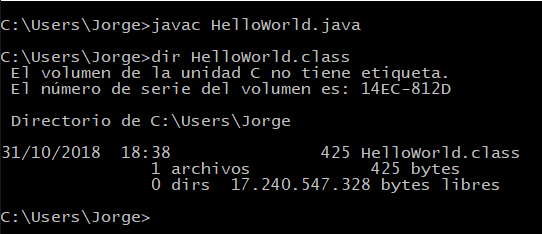 C:\Users\Jorge>javac HelloWorld.java
C:\Users\Jorge>dir HelloWorld.class
El volumen de la unidad C no tiene etiqueta.
El número de serie del volumen es: 14EC-812D
Directorio de C:\Users\Jorge
31/10/2018  18:38               425 HelloWorld.class
1 archivos            425 bytes
0 dirs  17.240.547.328 bytes libres
C:\Users\Jorge>